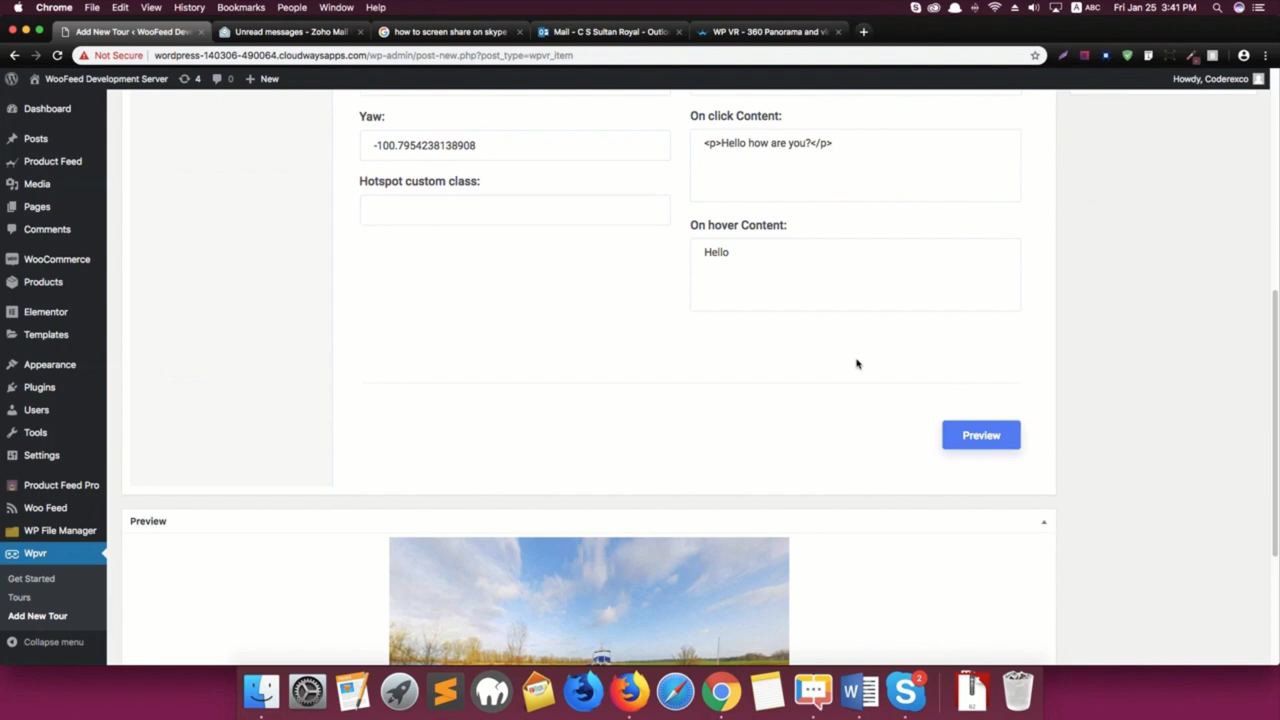 Chrome File Edit View History Bookmarks People Window Help ABC Fri Jan 25 3:41 PM
Add New Tour ‹ WooFeed Dev Unread messages - Zoho Mail how to screen share on skype Mail - C S Sultan Royal - Outlo WP VR - 360 Panorama and vi
Not Secure wordpress-140306-490064.cloudwaysapps.com/wp-admin/post-new.php?post_type=wpvr_item
WooFeed Development Server 4 0 New Howdy, Coderexco
Dashboard
Posts
Product Feed
Media
Pages
Comments
WooCommerce
Products
Elementor
Templates
Appearance
Plugins
Users
Tools
Settings
Product Feed Pro
Woo Feed
WP File Manager
Wpvr
Get Started
Tours
Add New Tour
Collapse menu
Yaw:
-100.7954238138908
Hotspot custom class:
On click Content:
<p>Hello how are you?</p>
On hover Content:
Hello
Preview
Preview
2